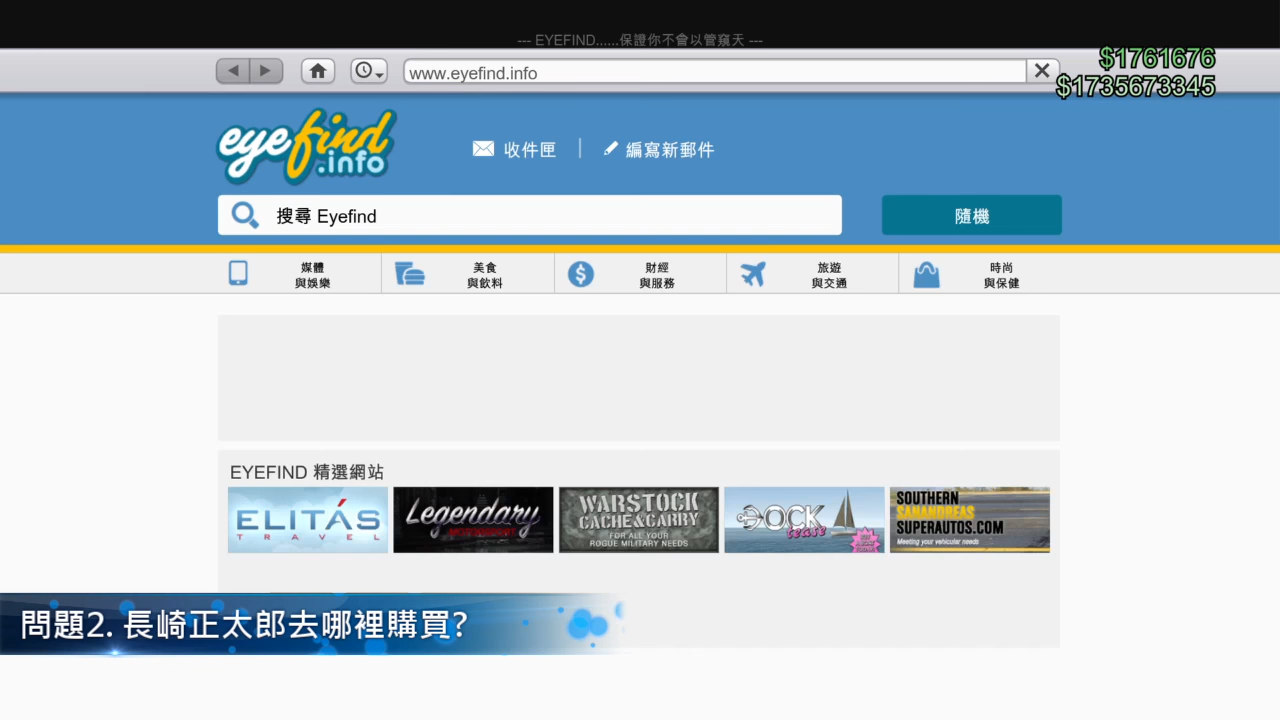 --- EYEFIND......保證你不會以管窺天 ---
$1761676
www.eyefind.info
$1735673345
eyefind
.info
收件匣
編寫新郵件
搜尋 Eyefind
隨機
媒體
與娛樂
美食
與飲料
財經
與服務
旅遊
與交通
時尚
與保健
EYEFIND 精選網站
ELITÁS
TRAVEL
Legendary
MOTORSPORT
WARSTOCK
CACHE&CARRY
FOR ALL YOUR
ROGUE MILITARY NEEDS
DOCK
tease
SOUTHERN
SANANDREAS
SUPERAUTOS.COM
Meeting your vehicular needs
問題2. 長崎正太郎去哪裡購買?